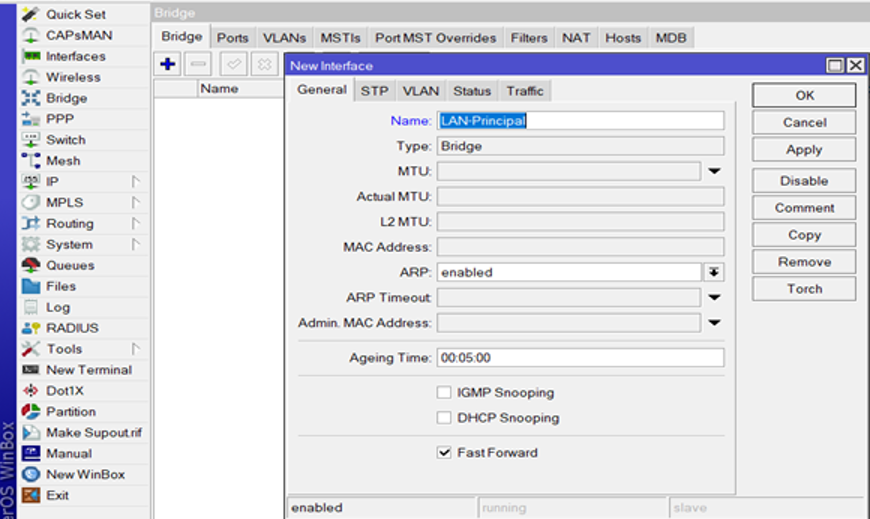 Quick Set
CAPsMAN
Interfaces
Wireless
Bridge
PPP
Switch
Mesh
IP
MPLS
Routing
System
Queues
Files
Log
RADIUS
Tools
New Terminal
Dot1X
Partition
Make Supout.rif
Manual
New WinBox
Exit
erOS WinBox
Bridge
Bridge Ports VLANs MSTIs Port MST Overrides Filters NAT Hosts MDB
Name
New Interface
General STP VLAN Status Traffic
Name: LAN-Principal
Type: Bridge
MTU:
Actual MTU:
L2 MTU:
MAC Address:
ARP: enabled
ARP Timeout:
Admin. MAC Address:
Ageing Time: 00:05:00
IGMP Snooping
DHCP Snooping
Fast Forward
OK
Cancel
Apply
Disable
Comment
Copy
Remove
Torch
enabled running slave